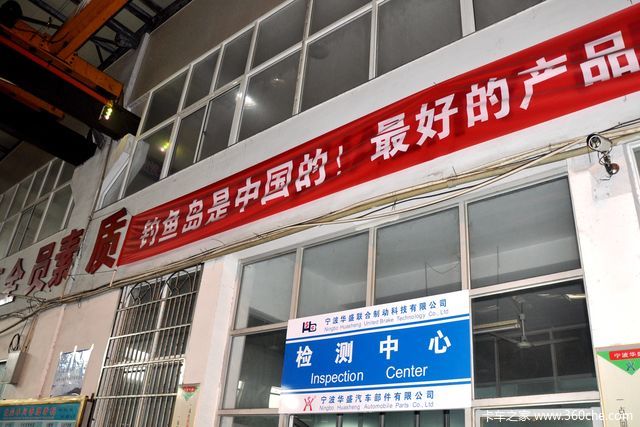 钓鱼岛是中国的！最好的产品
全员素质
宁波华盛联合制动科技有限公司
Ningbo Huasheng United Brake Technology Co., Ltd
检测中心
Inspection Center
宁波华盛汽车部件有限公司
Ningbo Huasheng Automobile Parts Co., Ltd
卡车之家 www.360che.com